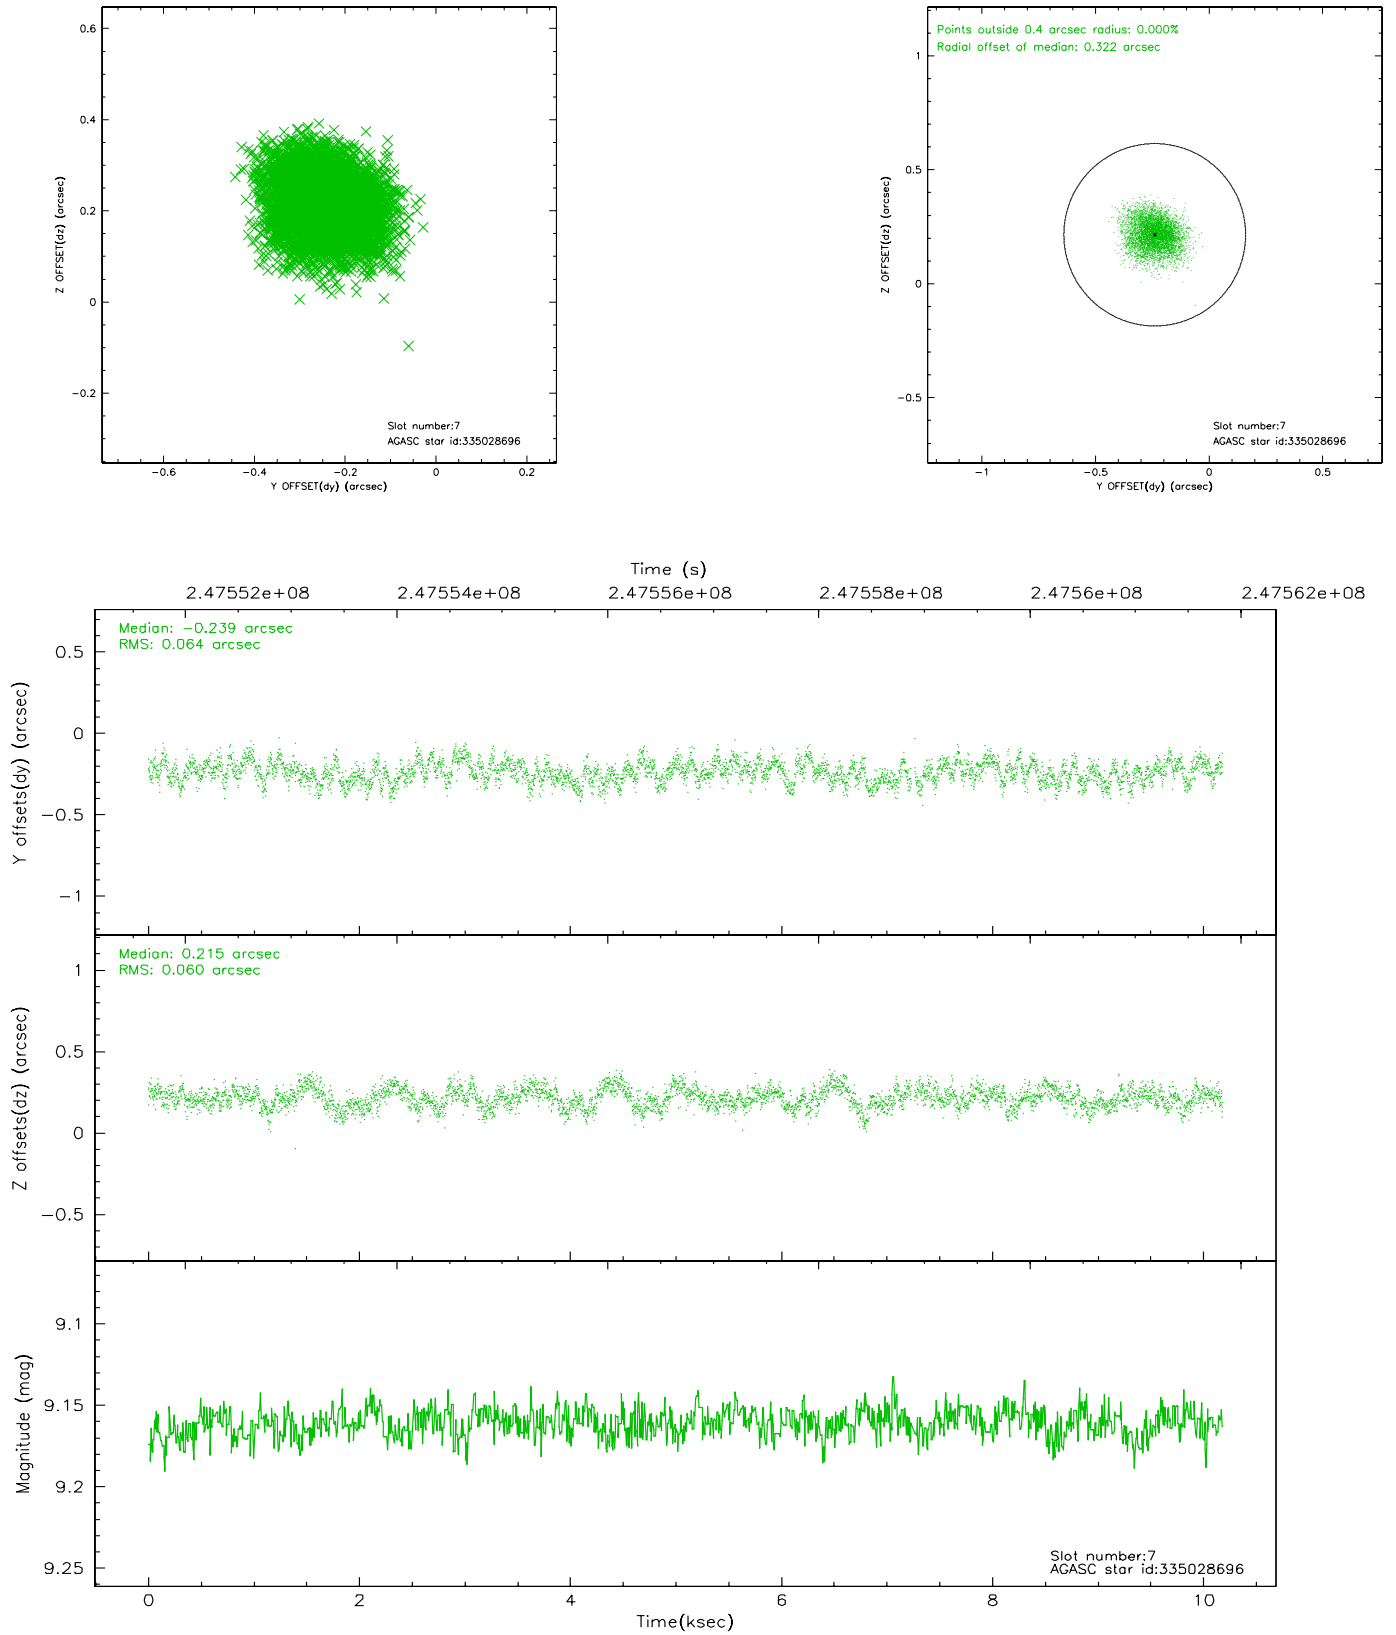 0.6
0.4
0.2
0
−0.2
Z OFFSET(dz) (arcsec)
Slot number:7
AGASC star id:335028696
−0.6 −0.4 −0.2 0 0.2
Y OFFSET(dy) (arcsec)
Points outside 0.4 arcsec radius: 0.000%
Radial offset of median: 0.322 arcsec
1
0.5
0
−0.5
Z OFFSET(dz) (arcsec)
Slot number:7
AGASC star id:335028696
−1 −0.5 0 0.5
Y OFFSET(dy) (arcsec)
Time (s)
2.47552e+08 2.47554e+08 2.47556e+08 2.47558e+08 2.4756e+08 2.47562e+08
Median: −0.239 arcsec
RMS: 0.064 arcsec
0.5
0
−0.5
−1
Y offsets(dy) (arcsec)
Median: 0.215 arcsec
RMS: 0.060 arcsec
1
0.5
0
−0.5
Z offsets(dz) (arcsec)
9.1
9.15
9.2
9.25
Magnitude (mag)
Slot number:7
AGASC star id:335028696
0 2 4 6 8 10
Time(ksec)